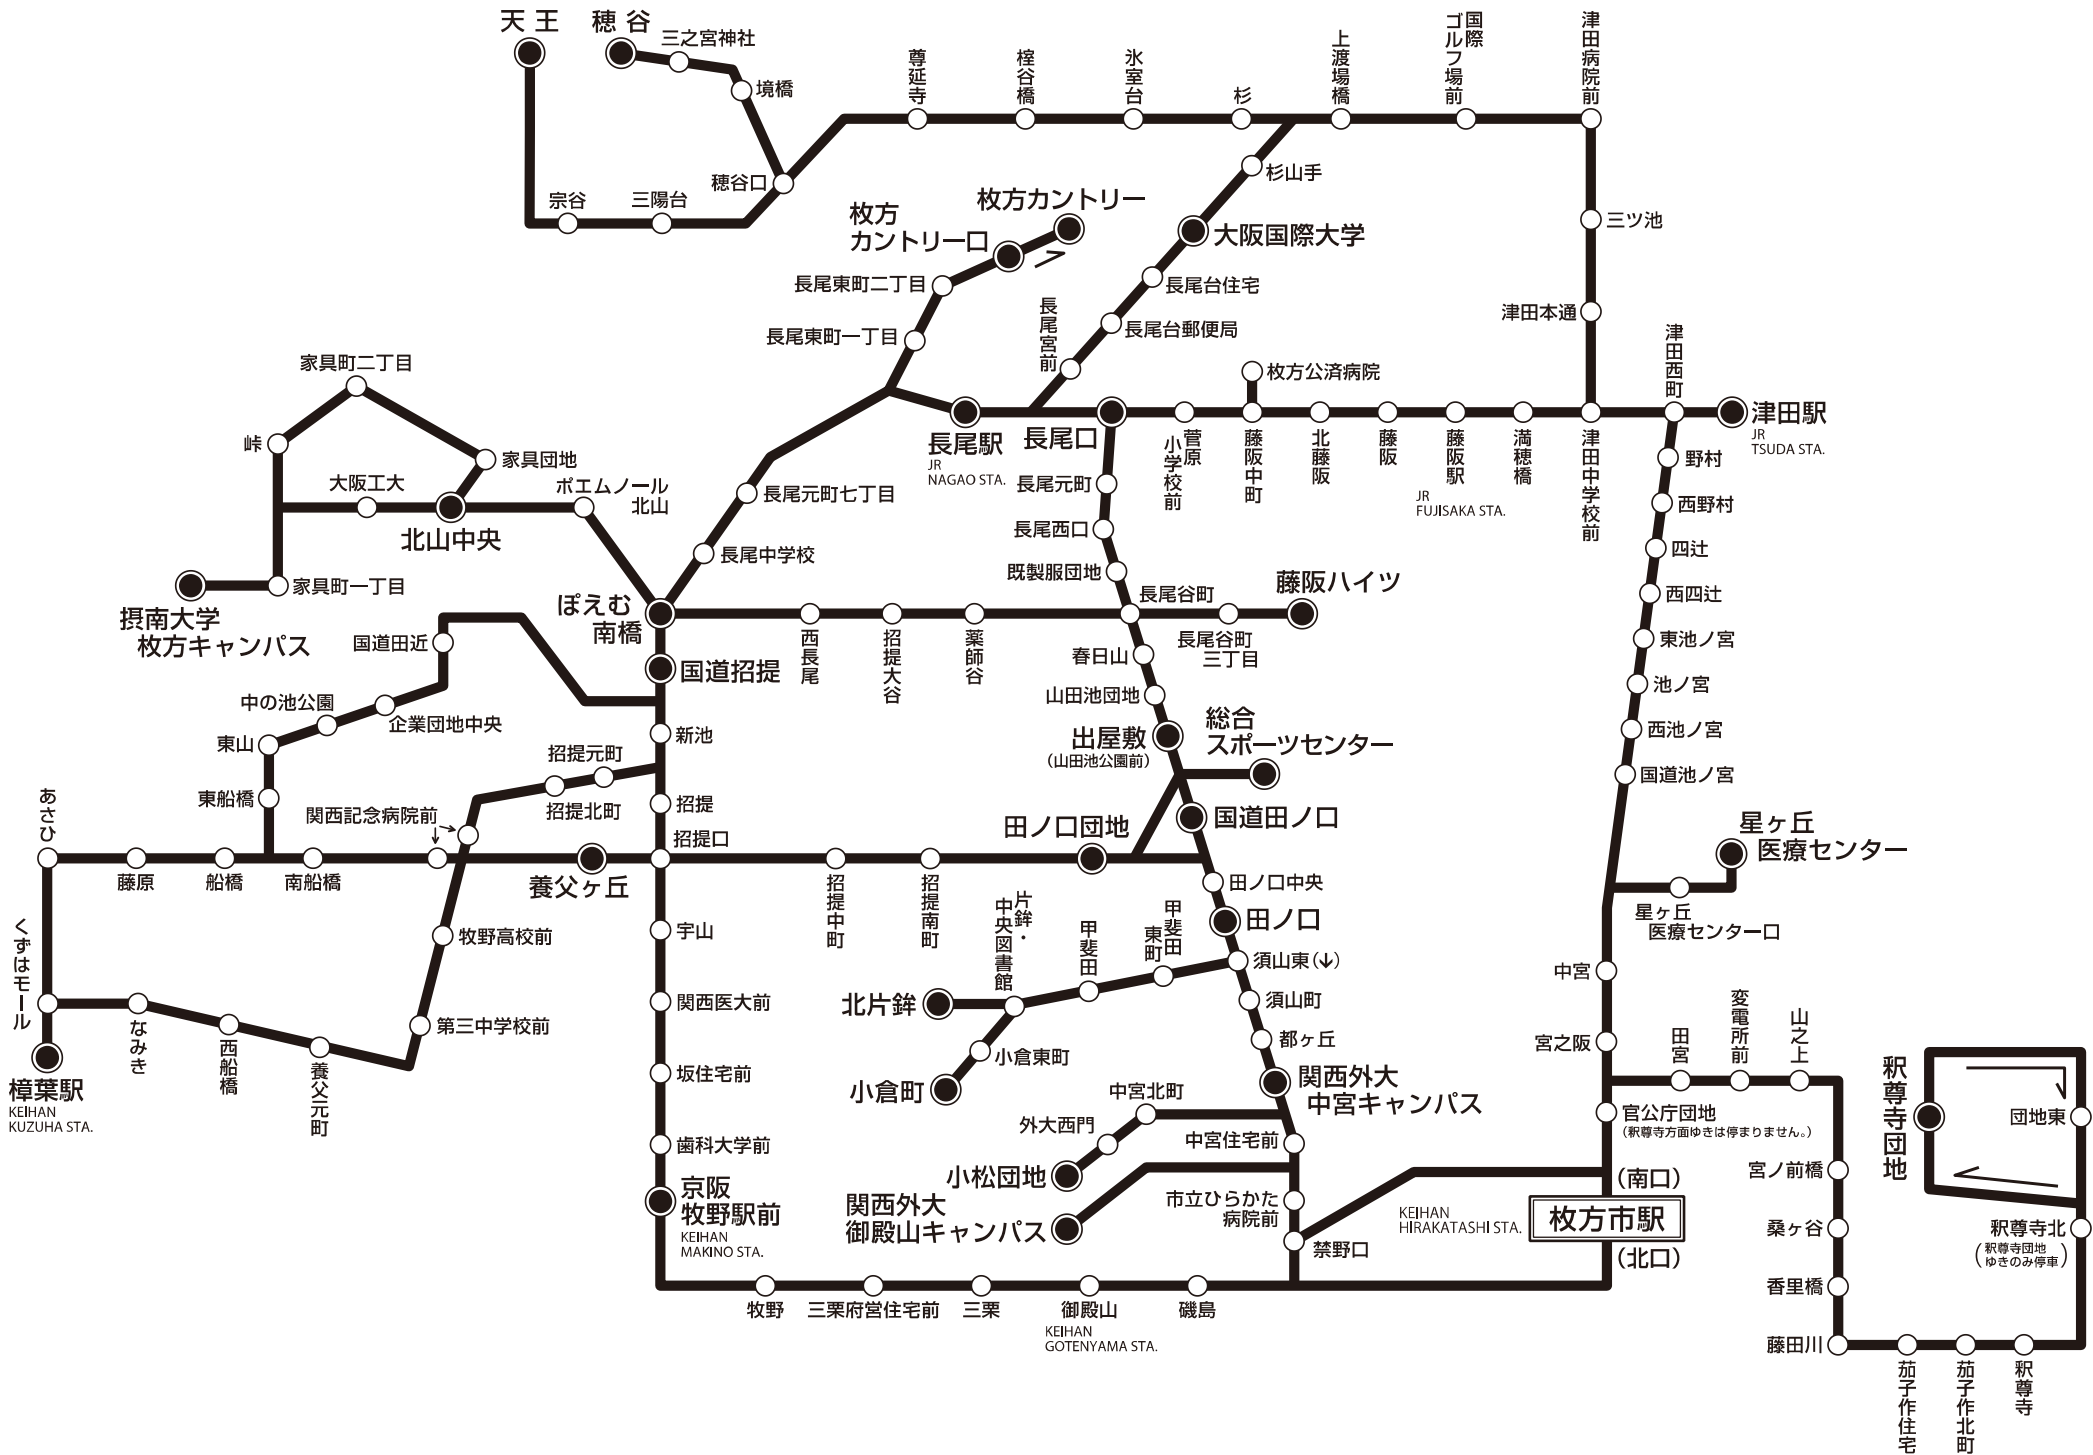 天王
穂谷
三之宮神社
境橋
穂谷口
宗谷
三陽台
尊延寺
樫谷橋
氷室台
杉
上渡場橋
国際
ゴルフ場前
津田病院前
杉山手
大阪国際大学
長尾台住宅
長尾台郵便局
長尾宮前
枚方カントリー
枚方
カントリー口
長尾東町二丁目
長尾東町一丁目
三ツ池
津田本通
津田西町
津田駅
JR
TSUDA STA.
枚方公済病院
長尾駅
JR
NAGAO STA.
長尾口
菅原
小学校前
藤阪中町
北藤阪
藤阪
藤阪駅
JR
FUJISAKA STA.
満穂橋
津田中学校前
家具町二丁目
峠
家具団地
大阪工大
北山中央
ポエムノール
北山
家具町一丁目
摂南大学
枚方キャンパス
長尾元町七丁目
長尾中学校
長尾元町
長尾西口
既製服団地
長尾谷町
長尾谷町
三丁目
藤阪ハイツ
ぽえむ
南橋
西長尾
招提大谷
薬師谷
国道招提
国道田近
中の池公園
企業団地中央
東山
東船橋
新池
招提元町
招提北町
関西記念病院前
招提
招提口
春日山
山田池団地
出屋敷
(山田池公園前)
総合
スポーツセンター
国道田ノ口
田ノ口団地
田ノ口中央
田ノ口
須山東(↓)
須山町
都ヶ丘
関西外大
中宮キャンパス
野村
西野村
四辻
西四辻
東池ノ宮
池ノ宮
西池ノ宮
国道池ノ宮
星ヶ丘
医療センター
星ヶ丘
医療センター口
中宮
宮之阪
あさひ
藤原
船橋
南船橋
養父ヶ丘
招提中町
招提南町
くずはモール
樟葉駅
KEIHAN
KUZUHA STA.
なみき
西船橋
養父元町
第三中学校前
牧野高校前
宇山
関西医大前
坂住宅前
歯科大学前
京阪
牧野駅前
KEIHAN
MAKINO STA.
片鉾・
中央図書館
甲斐田
甲斐田
東町
北片鉾
小倉東町
小倉町
中宮北町
外大西門
小松団地
関西外大
御殿山キャンパス
中宮住宅前
市立ひらかた
病院前
禁野口
官公庁団地
(釈尊寺方面ゆきは停まりません。)
田宮
変電所前
山之上
宮ノ前橋
桑ヶ谷
香里橋
藤田川
茄子作住宅
茄子作北町
釈尊寺
釈尊寺北
(釈尊寺団地
ゆきのみ停車)
団地東
釈尊寺団地
(南口)
枚方市駅
(北口)
KEIHAN
HIRAKATASHI STA.
牧野
三栗府営住宅前
三栗
御殿山
KEIHAN
GOTENYAMA STA.
磯島